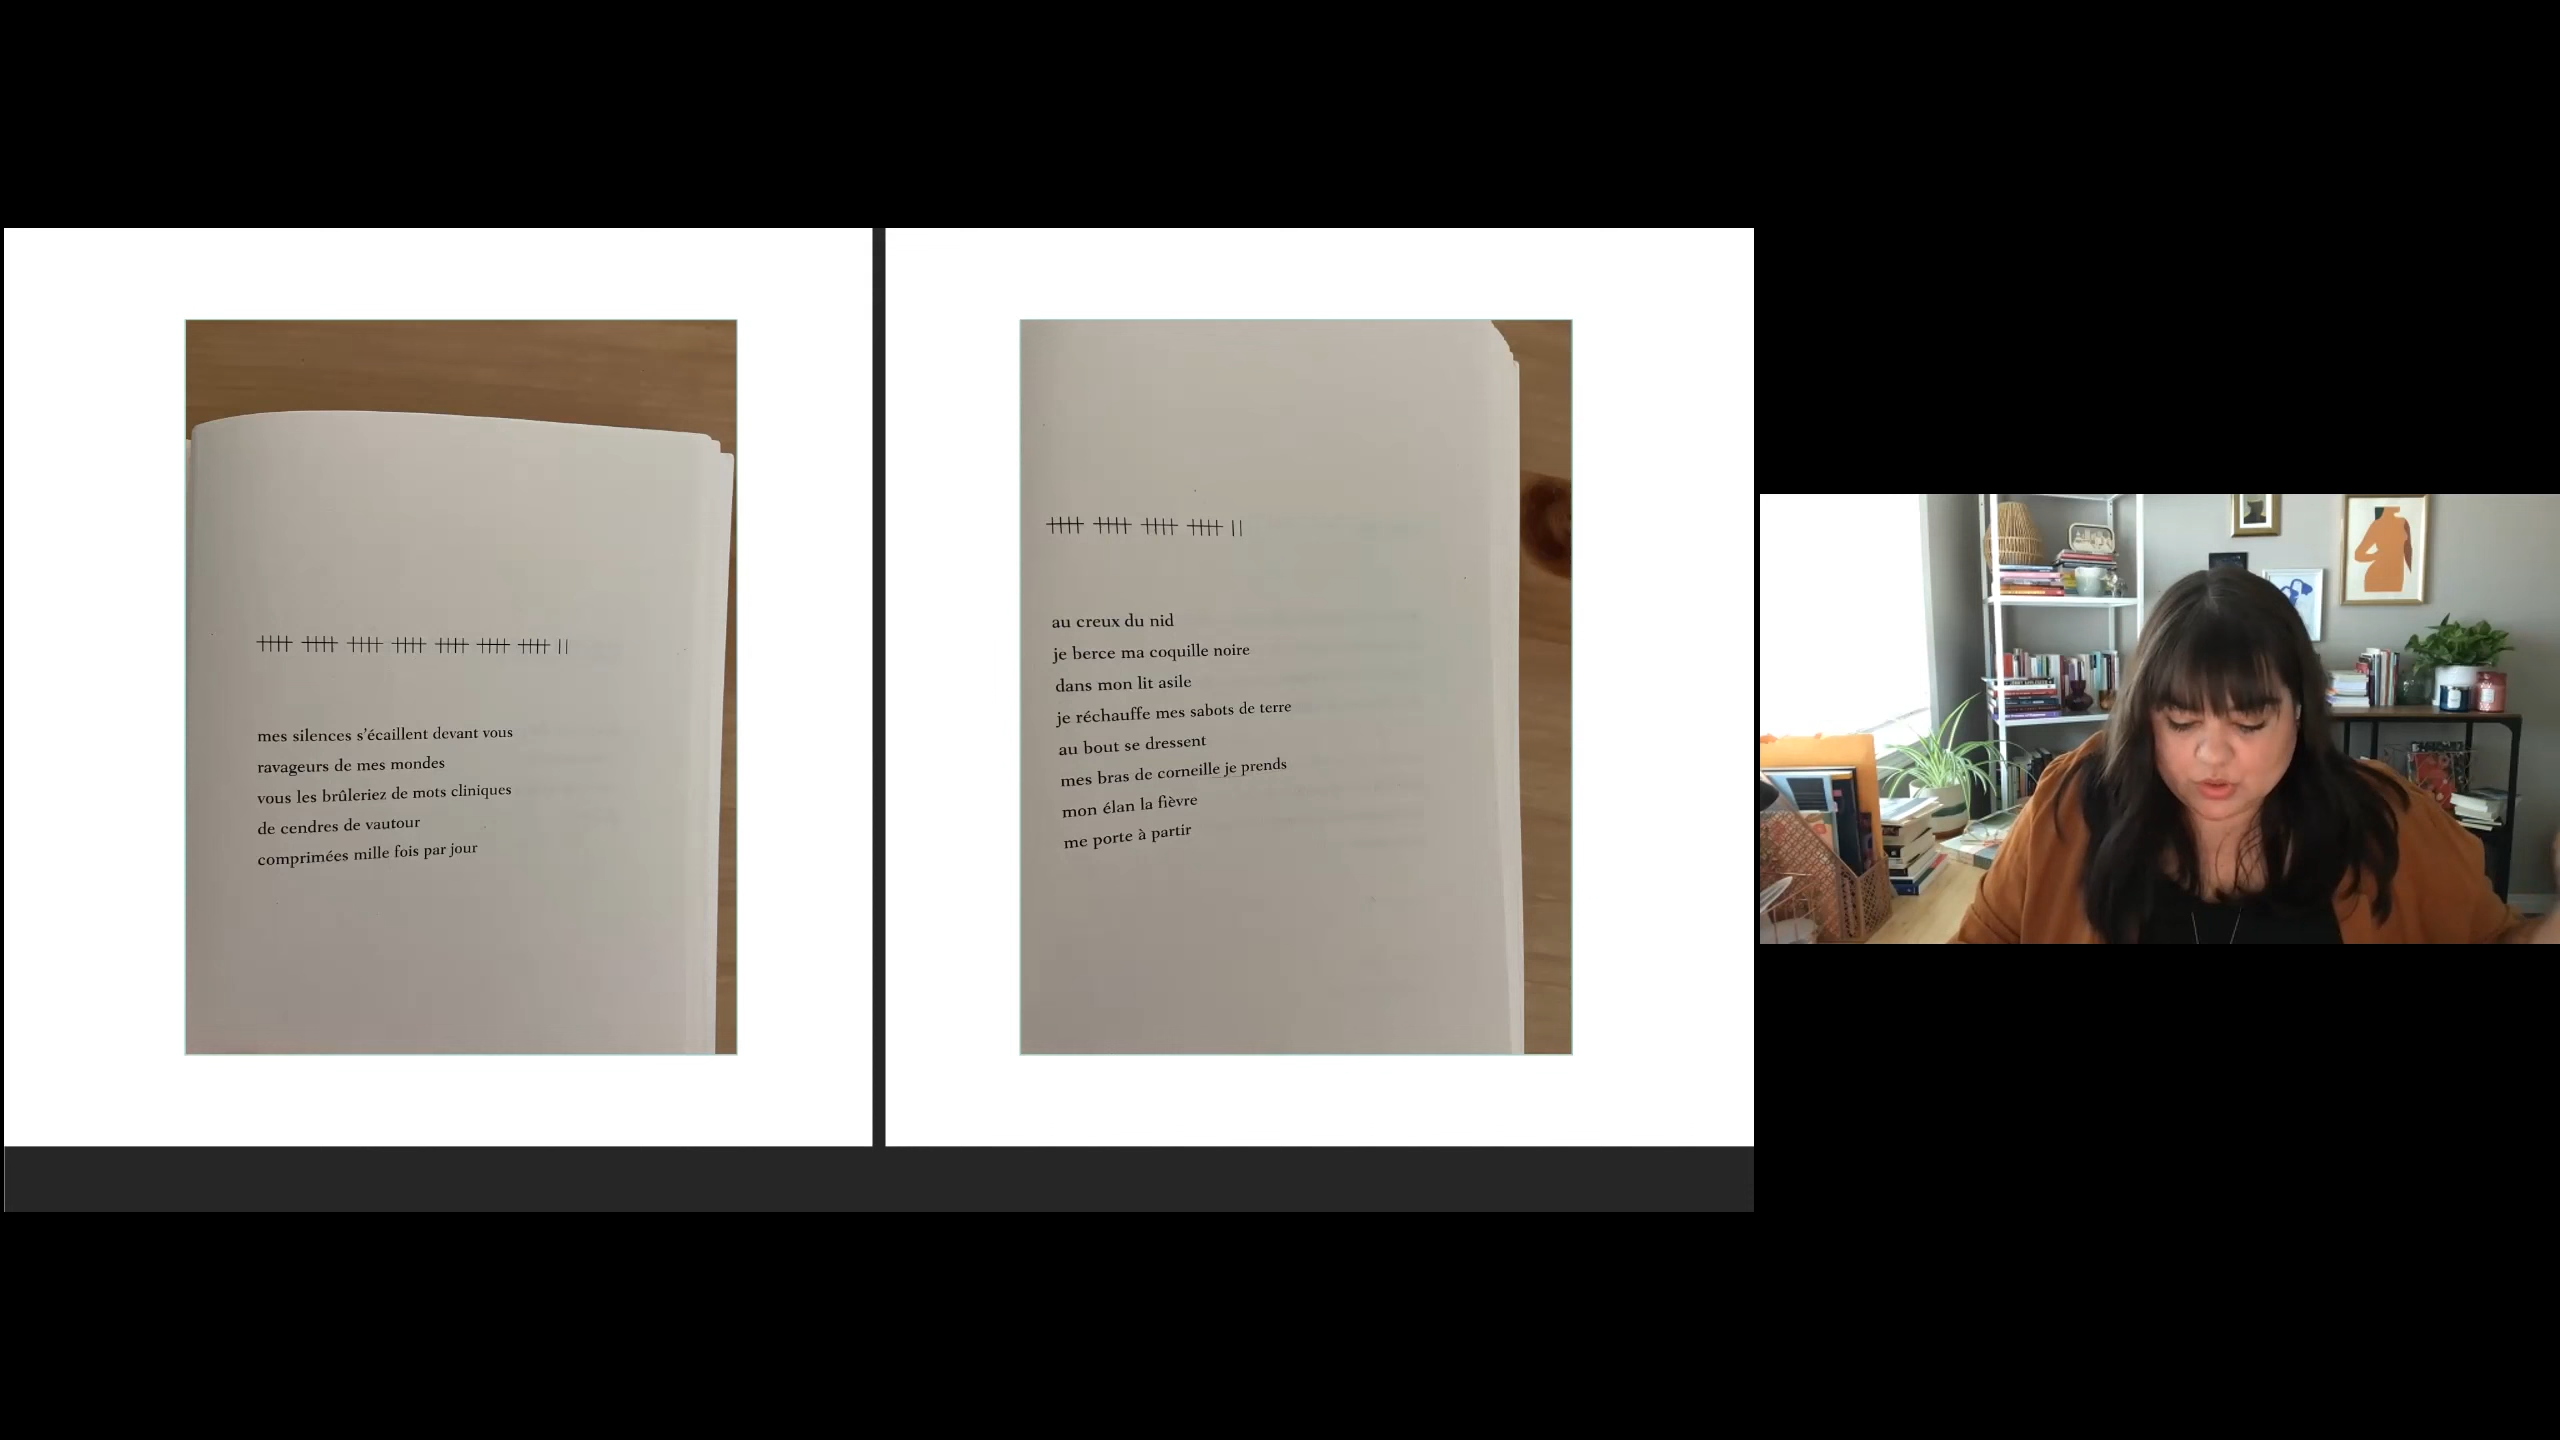 mes silences s'écaillent devant vous
ravageurs de mes mondes
vous les brûleriez de mots cliniques
de cendres de vautour
comprimées mille fois par jour
au creux du nid
je berce ma coquille noire
dans mon lit asile
je réchauffe mes sabots de terre
au bout se dressent
mes bras de corneille je prends
mon élan la fièvre
me porte à partir